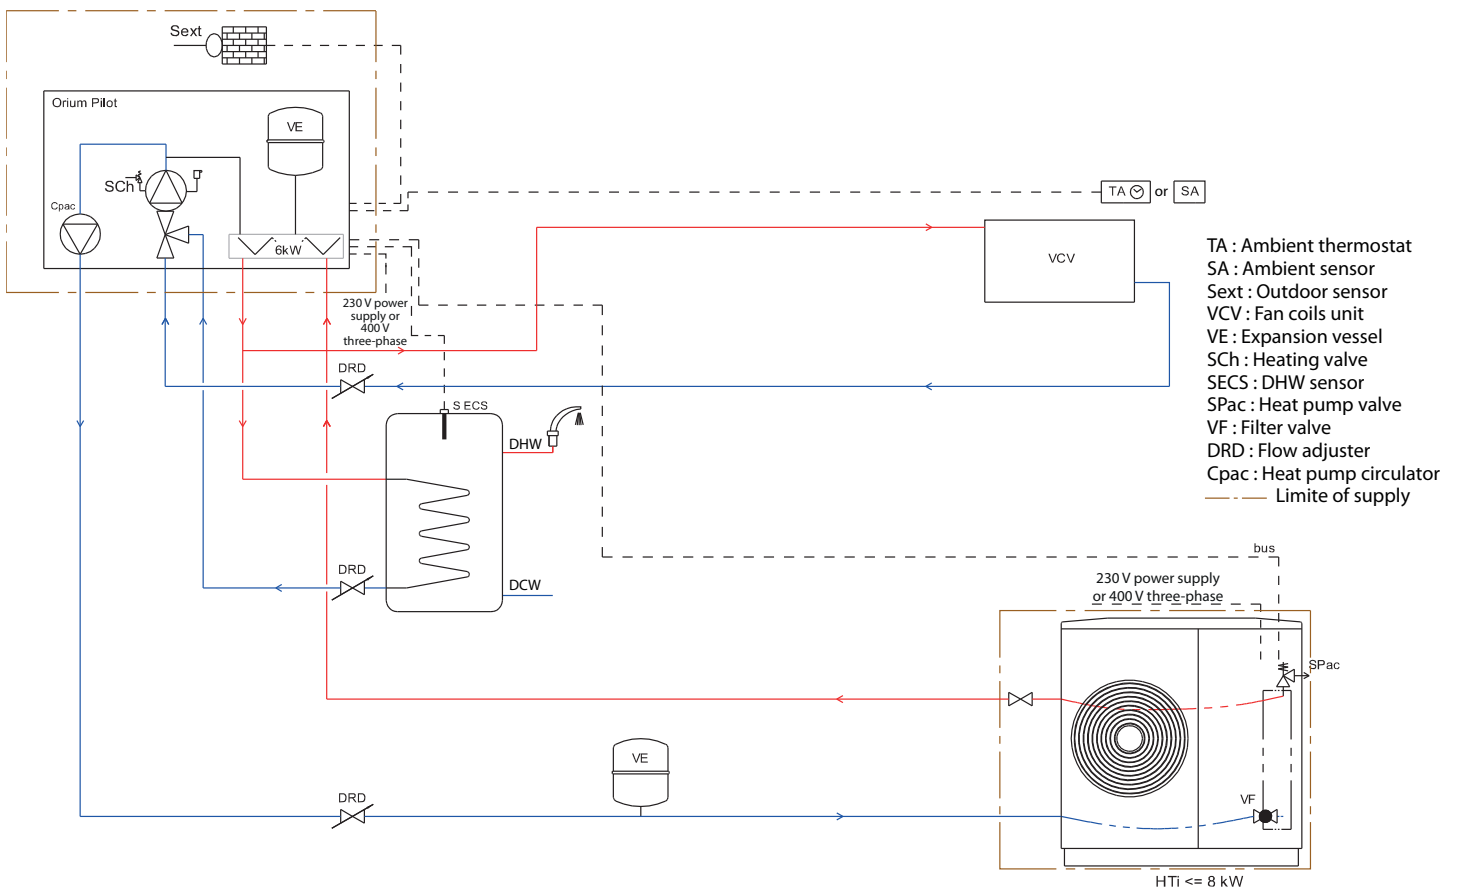 Sext
Orium Pilot
VE
SCh
Cpac
6kW
TA or SA
VCV
230 V power
supply or
400 V
three-phase
DRD
S ECS
DHW
DRD
DCW
TA : Ambient thermostat
SA : Ambient sensor
Sext : Outdoor sensor
VCV : Fan coils unit
VE : Expansion vessel
SCh : Heating valve
SECS : DHW sensor
SPac : Heat pump valve
VF : Filter valve
DRD : Flow adjuster
Cpac : Heat pump circulator
Limite of supply
bus
230 V power supply
or 400 V three-phase
SPac
VE
DRD
VF
HTi <= 8 kW